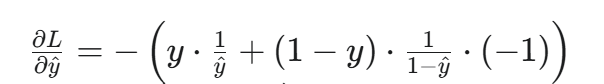 ∂L/∂ŷ = −(y · 1/ŷ + (1 − y) · 1/(1−ŷ) · (−1))